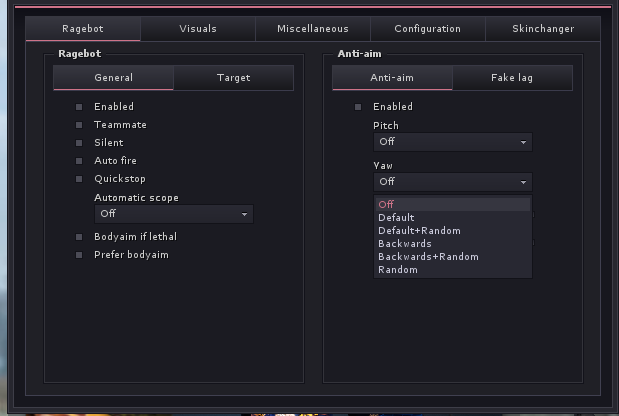 Ragebot
Visuals
Miscellaneous
Configuration
Skinchanger
Ragebot
General
Target
Enabled
Teammate
Silent
Auto fire
Quickstop
Automatic scope
Off
Bodyaim if lethal
Prefer bodyaim
Anti-aim
Anti-aim
Fake lag
Enabled
Pitch
Off
Yaw
Off
Off
Default
Default+Random
Backwards
Backwards+Random
Random